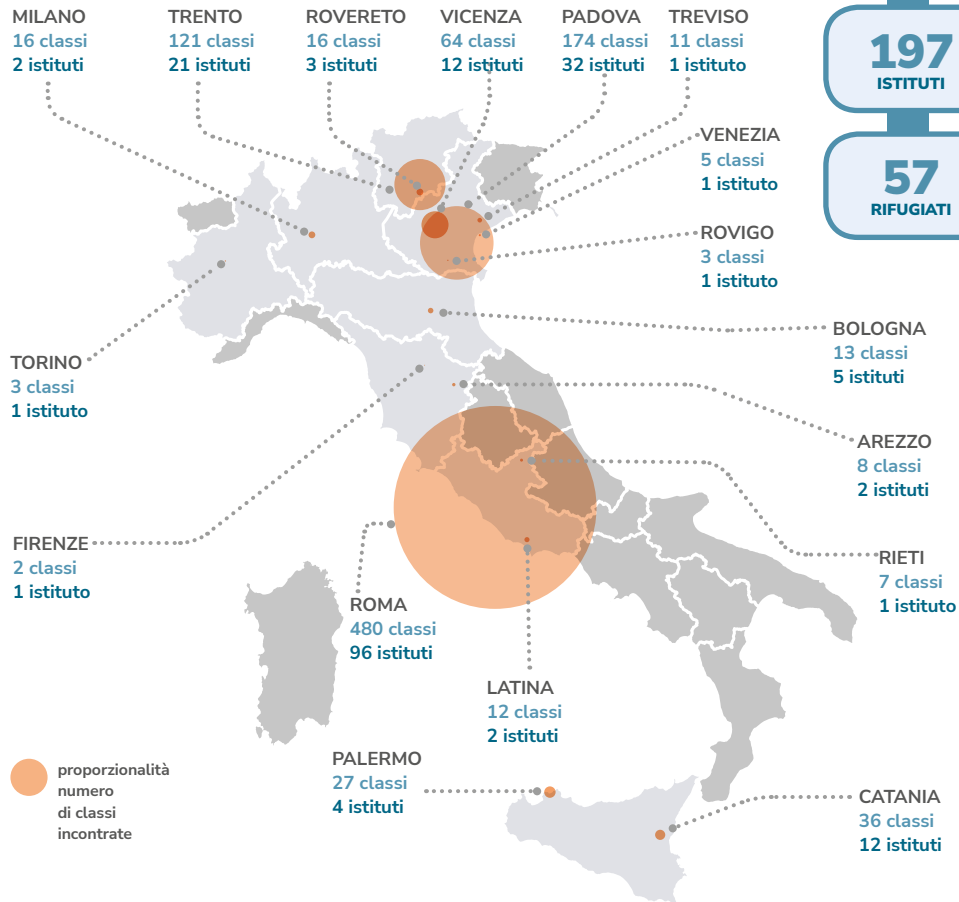 MILANO
16 classi
2 istituti
TRENTO
121 classi
21 istituti
ROVERETO
16 classi
3 istituti
VICENZA
64 classi
12 istituti
PADOVA
174 classi
32 istituti
TREVISO
11 classi
1 istituto
197
ISTITUTI
57
RIFUGIATI
VENEZIA
5 classi
1 istituto
ROVIGO
3 classi
1 istituto
BOLOGNA
13 classi
5 istituti
TORINO
3 classi
1 istituto
AREZZO
8 classi
2 istituti
FIRENZE
2 classi
1 istituto
RIETI
7 classi
1 istituto
ROMA
480 classi
96 istituti
LATINA
12 classi
2 istituti
PALERMO
27 classi
4 istituti
CATANIA
36 classi
12 istituti
proporzionalità
numero
di classi
incontrate